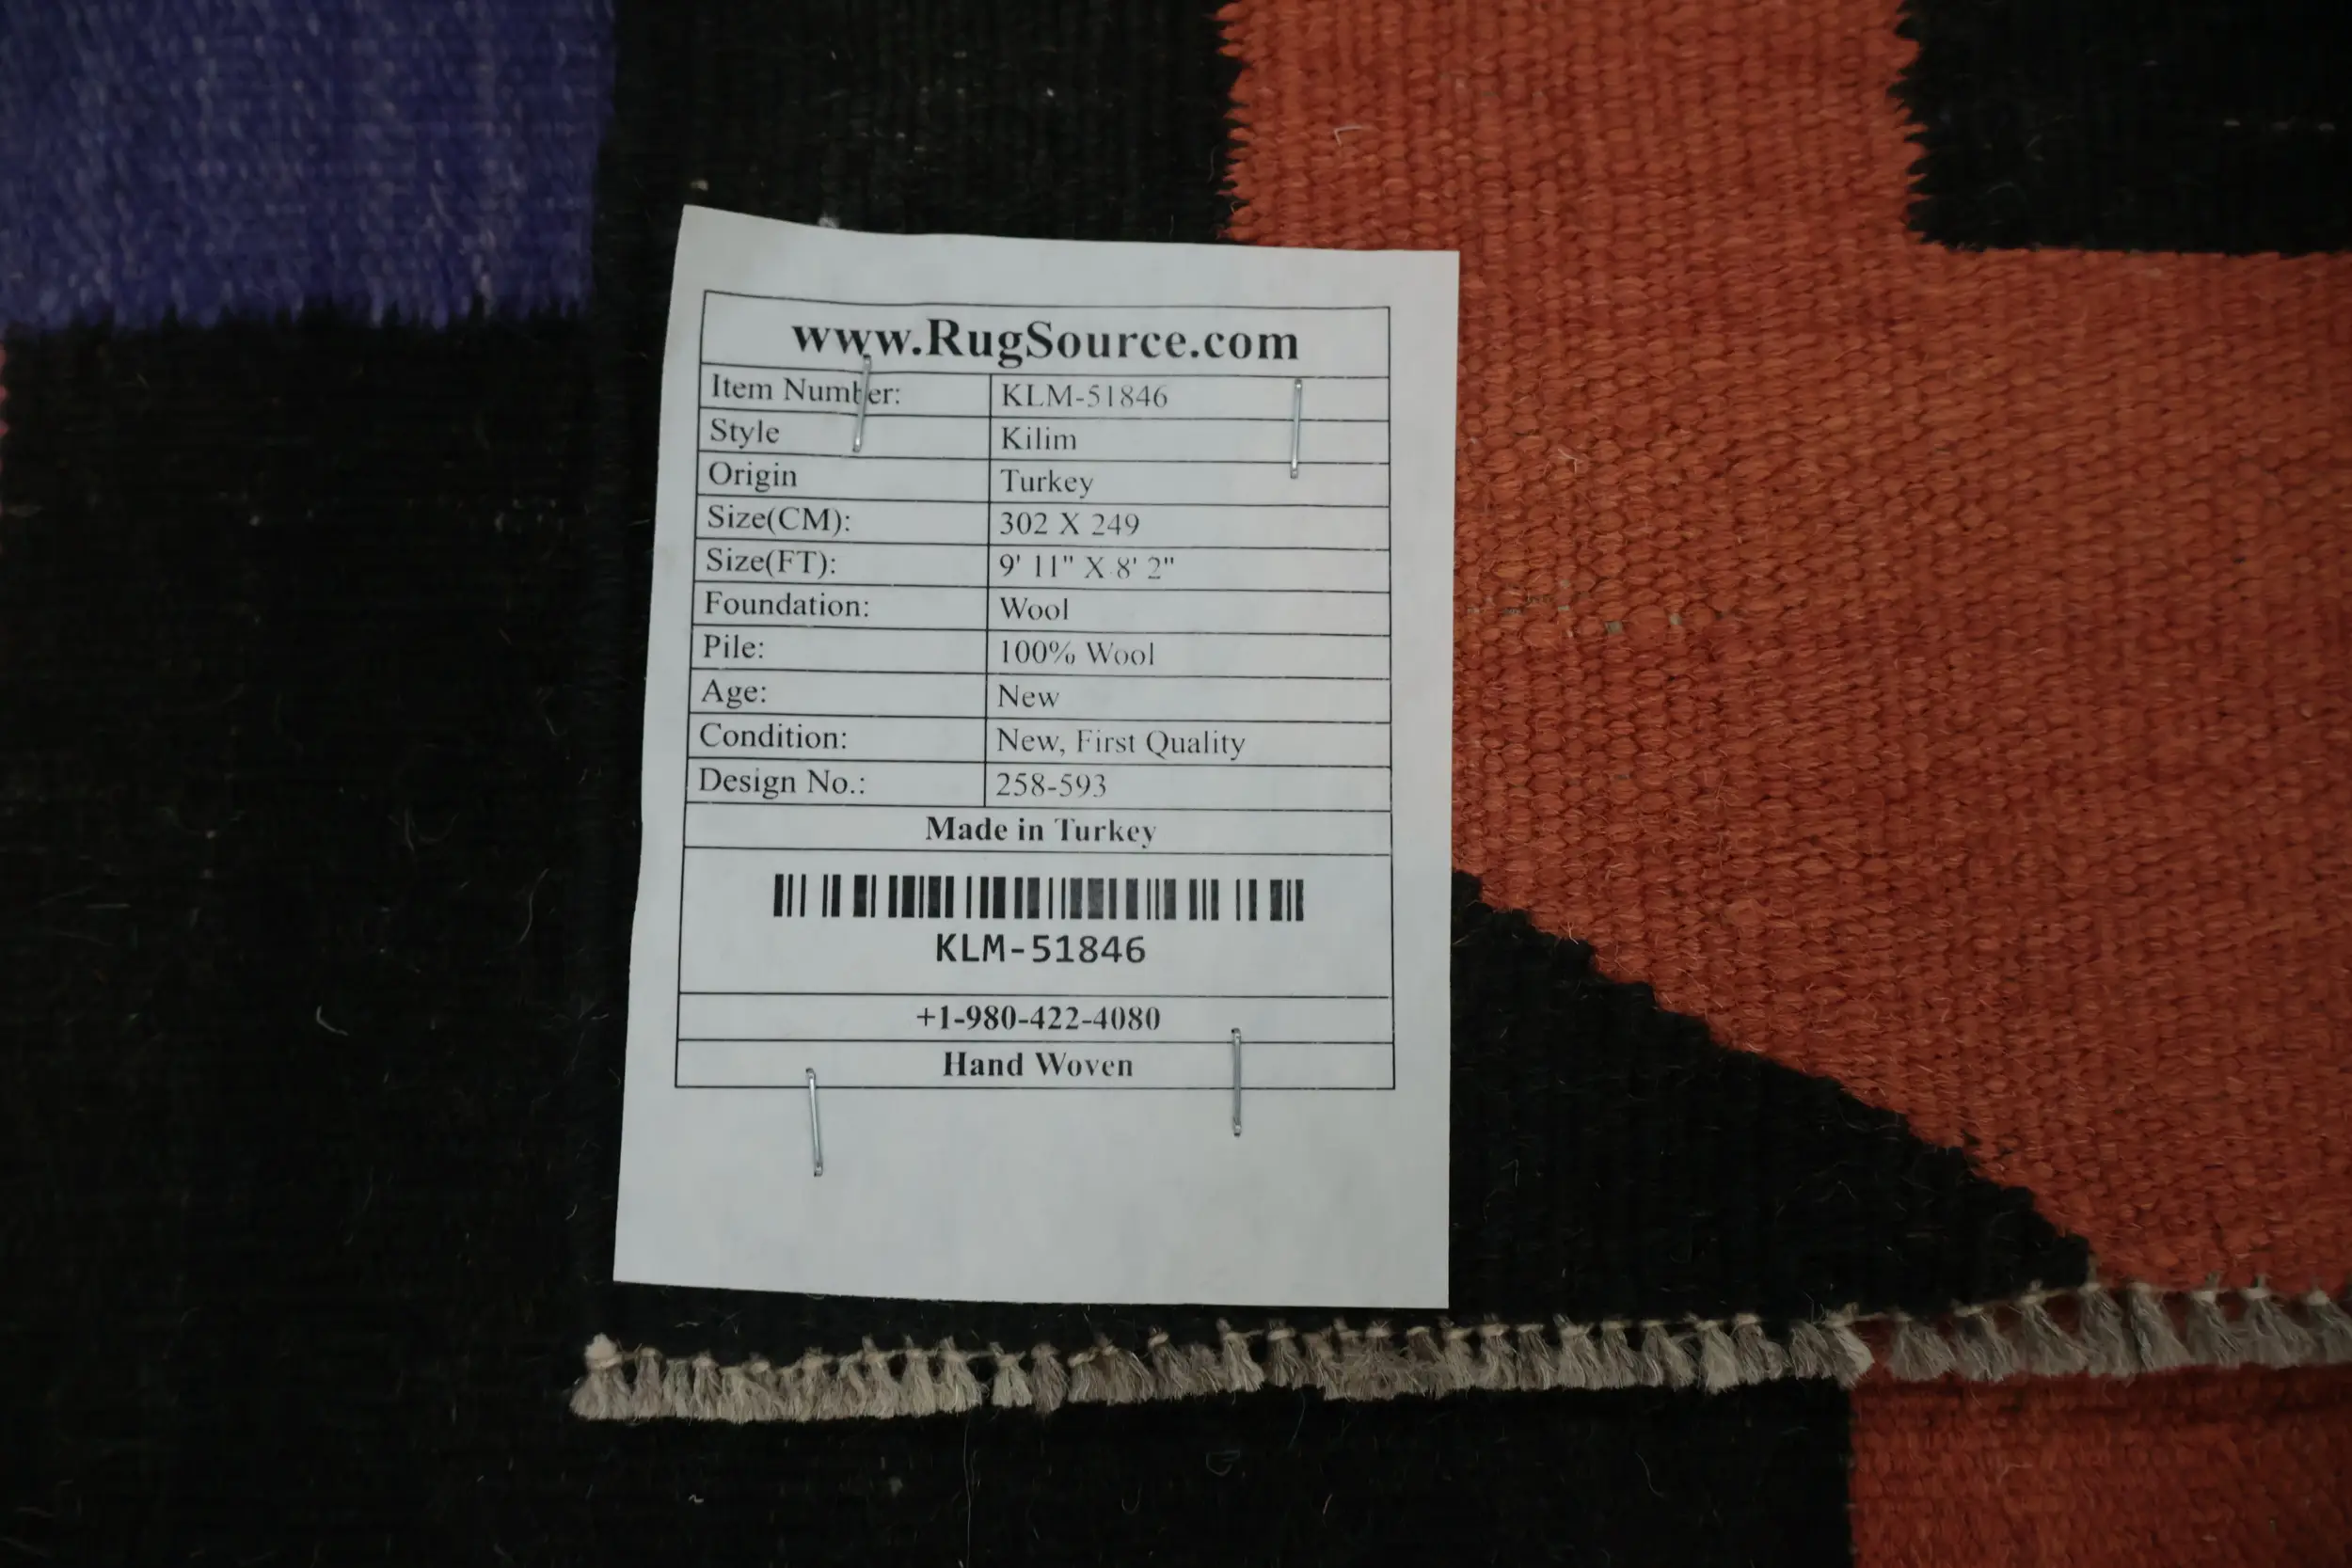 www.RugSource.com
Item Number: KLM-51846
Style Kilim
Origin Turkey
Size(CM): 302 X 249
Size(FT): 9' 11" X 8' 2"
Foundation: Wool
Pile: 100% Wool
Age: New
Condition: New, First Quality
Design No.: 258-593
Made in Turkey
KLM-51846
+1-980-422-4080
Hand Woven